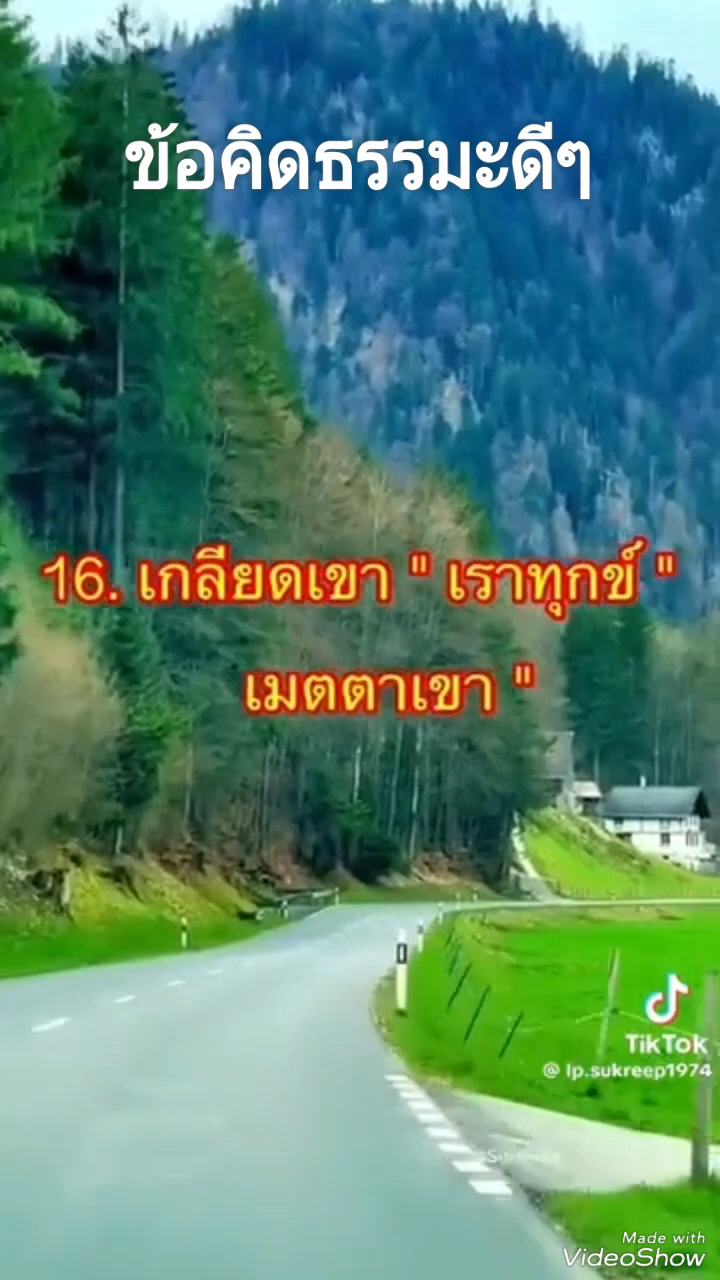 ข้อคิดธรรมะดีๆ
16. เกลียดเขา " เราทุกข์ "
เมตตาเขา "
TikTok
@ lp.sukreep1974
Made with
VideoShow